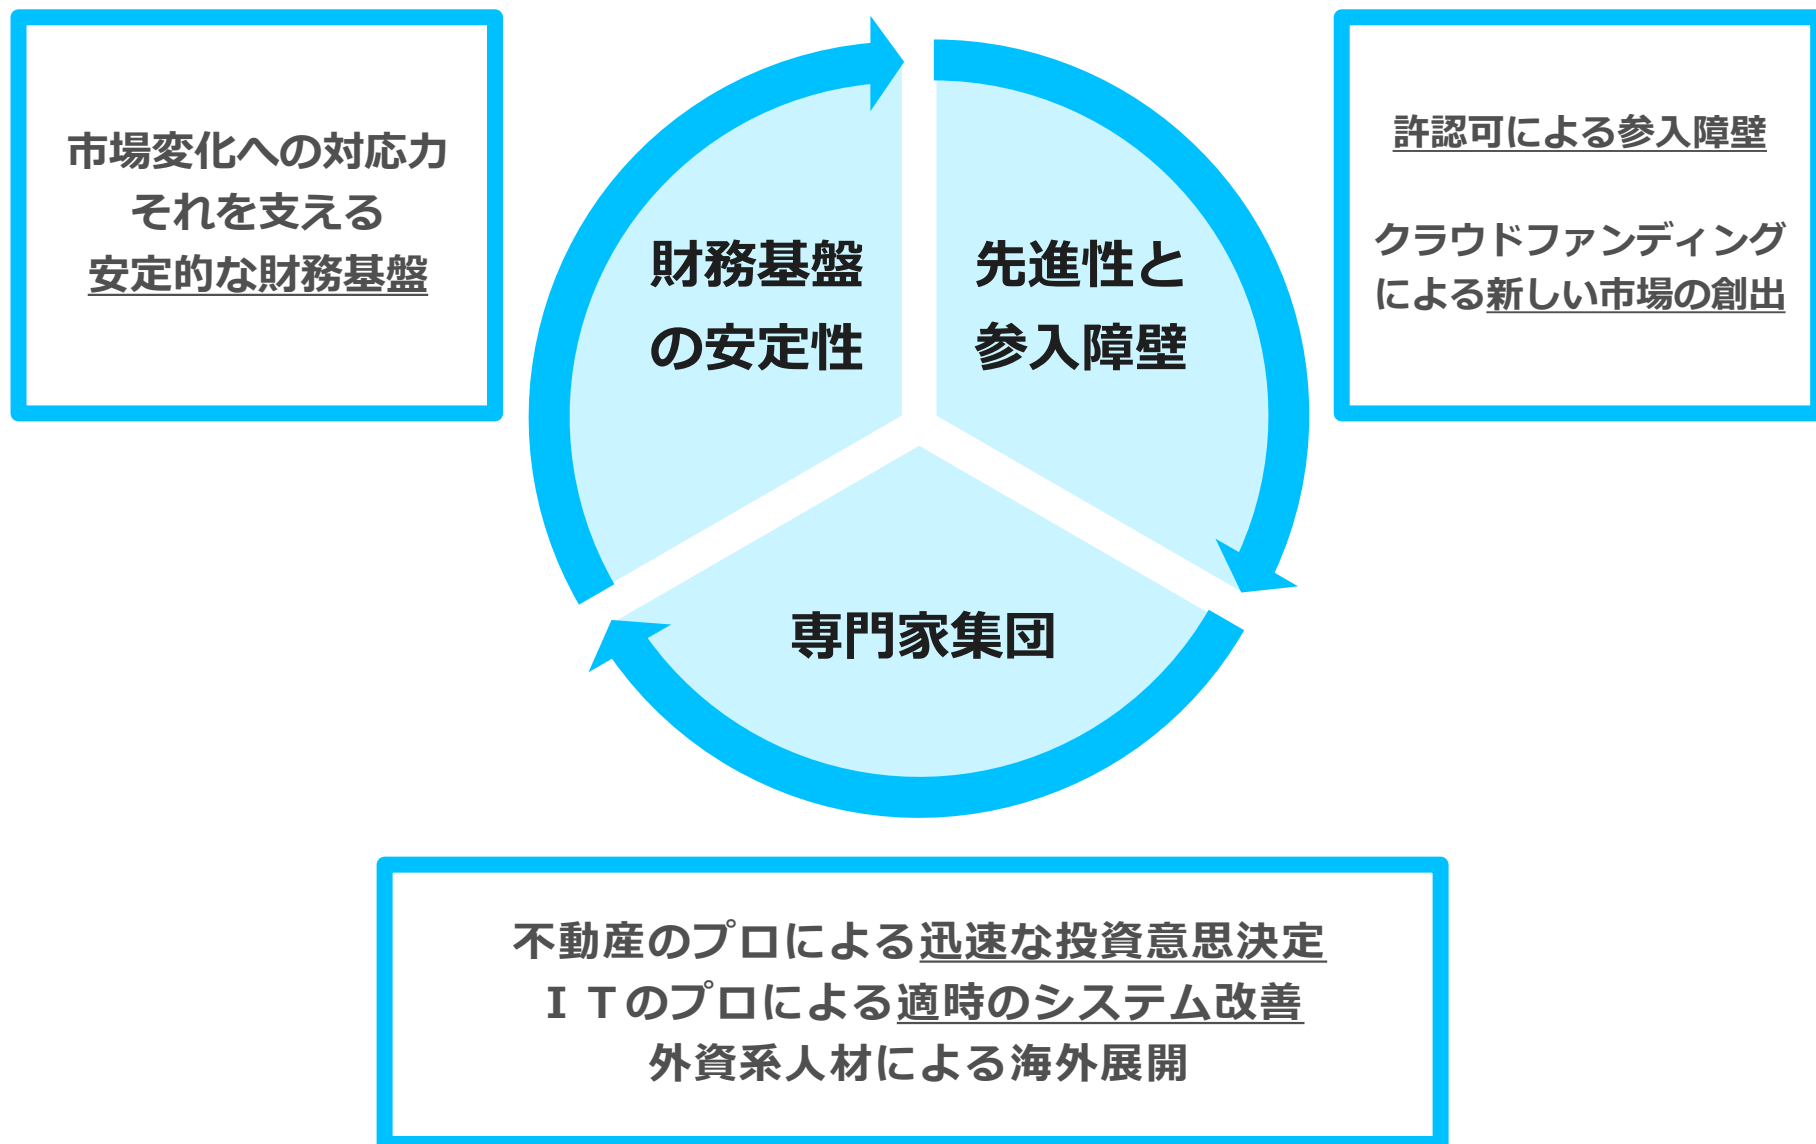 市場変化への対応力
それを支える
安定的な財務基盤
財務基盤
の安定性
先進性と
参入障壁
許認可による参入障壁
クラウドファンディング
による新しい市場の創出
専門家集団
不動産のプロによる迅速な投資意思決定
ＩＴのプロによる適時のシステム改善
外資系人材による海外展開